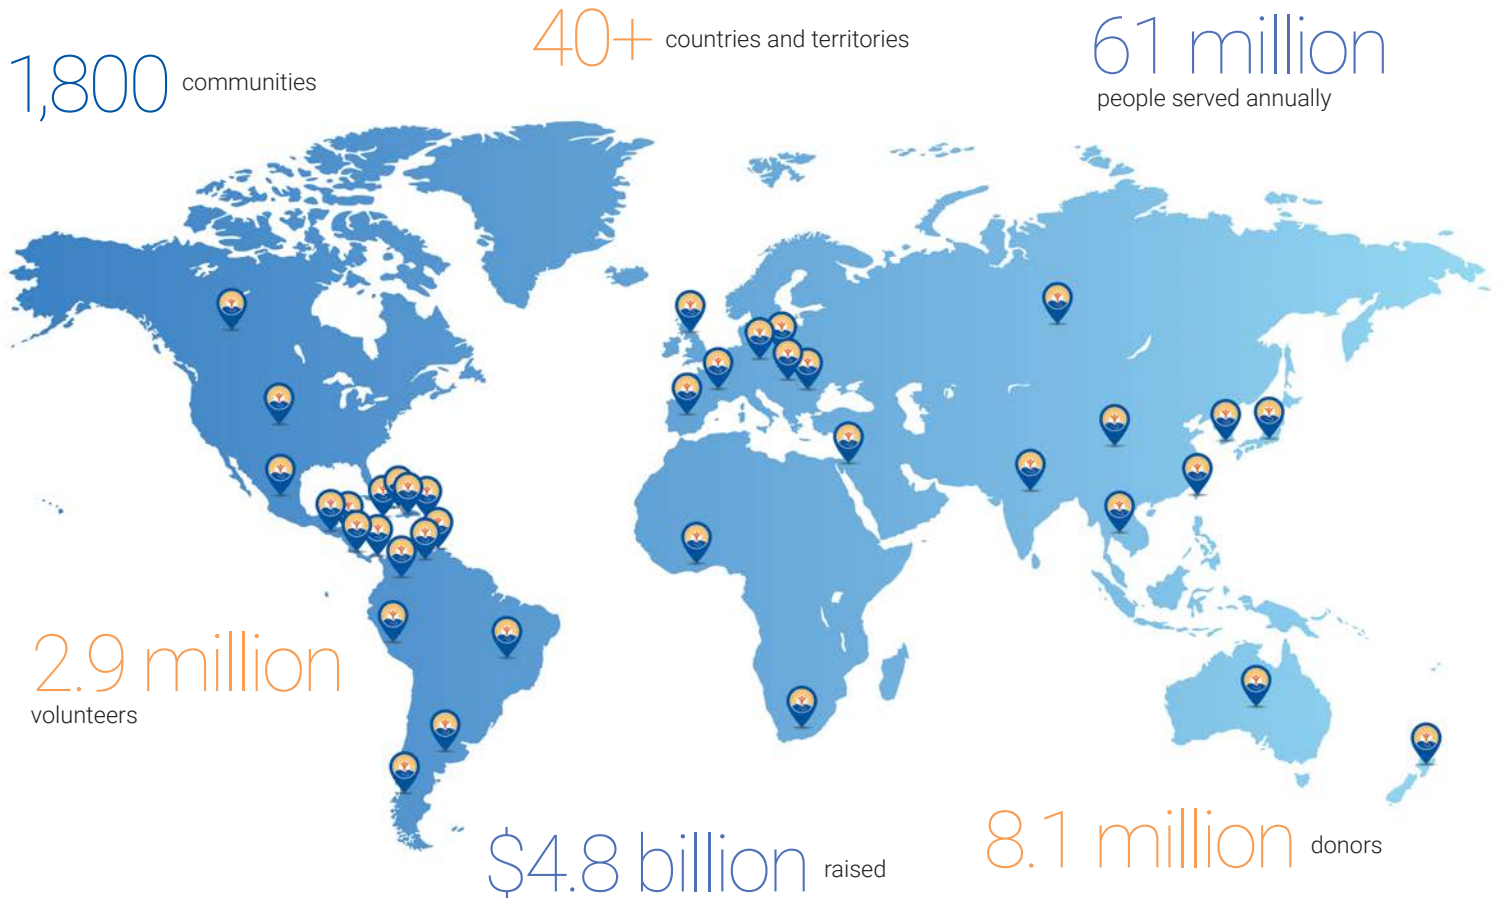 40+ countries and territories
61 million
people served annually
1,800 communities
2.9 million
volunteers
$4.8 billion raised
8.1 million donors